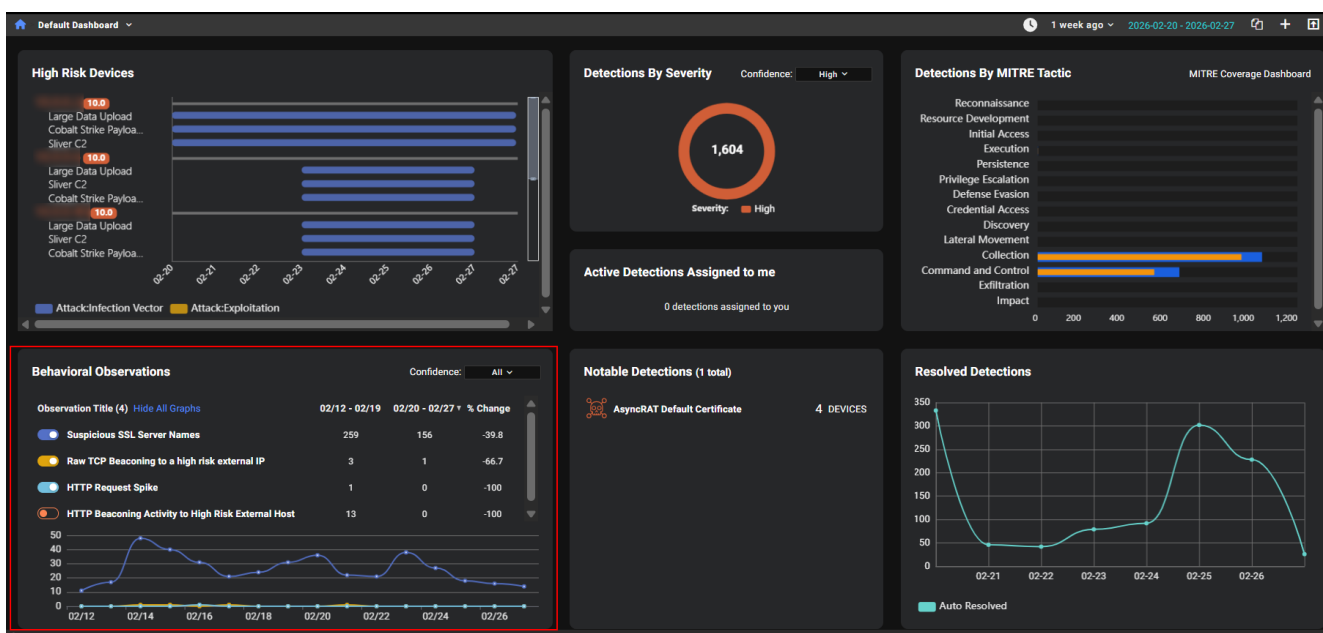 Default Dashboard
1 week ago
2026-02-20 - 2026-02-27
High Risk Devices
10.0
Large Data Upload
Cobalt Strike Payloa...
Sliver C2
10.0
Large Data Upload
Sliver C2
Cobalt Strike Payloa...
10.0
Large Data Upload
Sliver C2
Cobalt Strike Payloa...
02-20 02-21 02-22 02-23 02-24 02-25 02-26 02-27 02-27
Attack:Infection Vector Attack:Exploitation
Detections By Severity Confidence: High
1,604
Severity: High
Active Detections Assigned to me
0 detections assigned to you
Detections By MITRE Tactic MITRE Coverage Dashboard
Reconnaissance
Resource Development
Initial Access
Execution
Persistence
Privilege Escalation
Defense Evasion
Credential Access
Discovery
Lateral Movement
Collection
Command and Control
Exfiltration
Impact
0 200 400 600 800 1,000 1,200
Behavioral Observations Confidence: All
Observation Title (4) Hide All Graphs 02/12 - 02/19 02/20 - 02/27 % Change
Suspicious SSL Server Names 259 156 -39.8
Raw TCP Beaconing to a high risk external IP 3 1 -66.7
HTTP Request Spike 1 0 -100
HTTP Beaconing Activity to High Risk External Host 13 0 -100
50
40
30
20
10
0
02/12 02/14 02/16 02/18 02/20 02/22 02/24 02/26
Notable Detections (1 total)
AsyncRAT Default Certificate 4 DEVICES
Resolved Detections
350
300
250
200
150
100
50
0
02-21 02-22 02-23 02-24 02-25 02-26
Auto Resolved